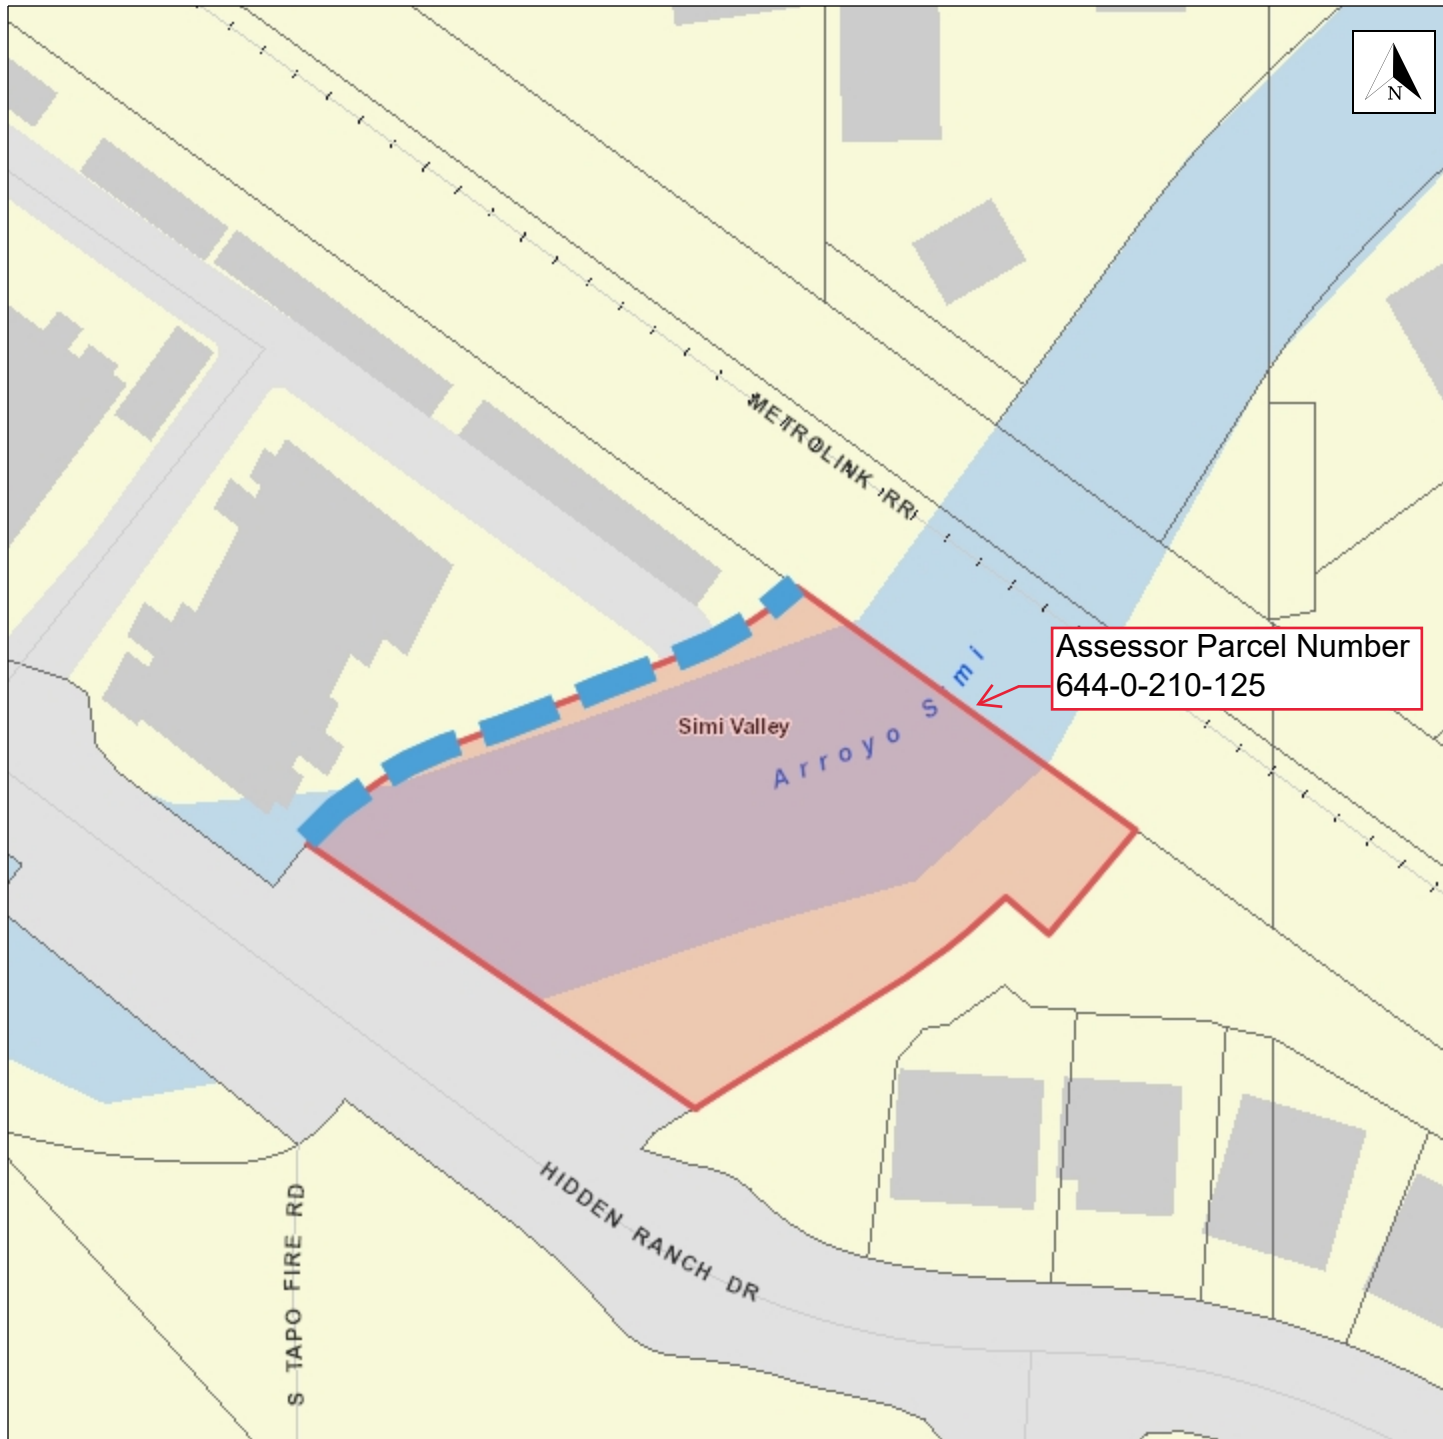 N
METROLINK RR
Assessor Parcel Number
644-0-210-125
Simi Valley
Arroyo Simi
HIDDEN RANCH DR
S TAPO FIRE RD